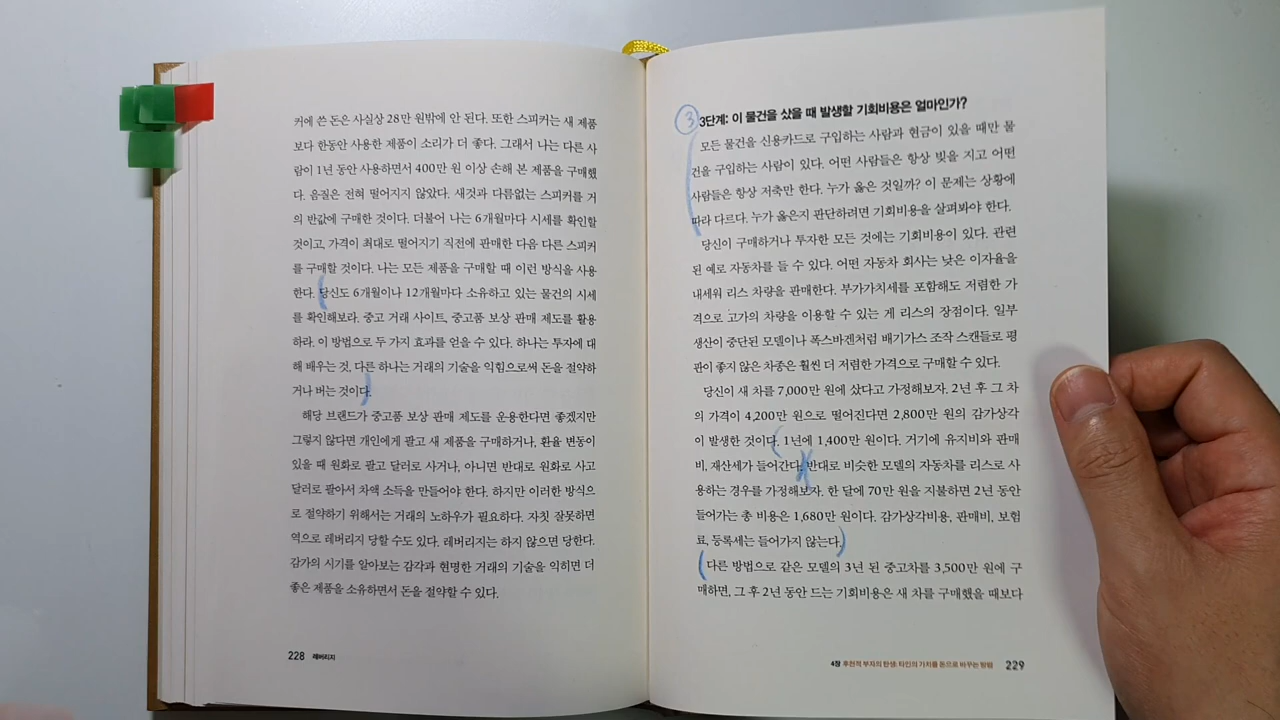 커에 쓴 돈은 사실상 28만 원밖에 안 된다. 또한 스피커는 새 제품
보다 한동안 사용한 제품이 소리가 더 좋다. 그래서 나는 다른 사
람이 1년 동안 사용하면서 400만 원 이상 손해 본 제품을 구매했
다. 음질은 전혀 떨어지지 않았다. 새것과 다름없는 스피커를 거
의 반값에 구매한 것이다. 더불어 나는 6개월마다 시세를 확인할
것이고, 가격이 최대로 떨어지기 직전에 판매한 다음 다른 스피커
를 구매할 것이다. 나는 모든 제품을 구매할 때 이런 방식을 사용
한다. 당신도 6개월이나 12개월마다 소유하고 있는 물건의 시세
를 확인해보라. 중고 거래 사이트, 중고품 보상 판매 제도를 활용
하라. 이 방법으로 두 가지 효과를 얻을 수 있다. 하나는 투자에 대
해 배우는 것, 다른 하나는 거래의 기술을 익힘으로써 돈을 절약하
거나 버는 것이다.
해당 브랜드가 중고품 보상 판매 제도를 운용한다면 좋겠지만
그렇지 않다면 개인에게 팔고 새 제품을 구매하거나, 환율 변동이
있을 때 원화로 팔고 달러로 사거나, 아니면 반대로 원화로 사고
달러로 팔아서 차액 소득을 만들어야 한다. 하지만 이러한 방식으
로 절약하기 위해서는 거래의 노하우가 필요하다. 자칫 잘못하면
역으로 레버리지 당할 수도 있다. 레버리지는 하지 않으면 당한다.
감가의 시기를 알아보는 감각과 현명한 거래의 기술을 익히면 더
좋은 제품을 소유하면서 돈을 절약할 수 있다.
228 레버리지
③ 3단계: 이 물건을 샀을 때 발생할 기회비용은 얼마인가?
모든 물건을 신용카드로 구입하는 사람과 현금이 있을 때만 물
건을 구입하는 사람이 있다. 어떤 사람들은 항상 빚을 지고 어떤
사람들은 항상 저축만 한다. 누가 옳은 것일까? 이 문제는 상황에
따라 다르다. 누가 옳은지 판단하려면 기회비용을 살펴봐야 한다.
당신이 구매하거나 투자한 모든 것에는 기회비용이 있다. 관련
된 예로 자동차를 들 수 있다. 어떤 자동차 회사는 낮은 이자율을
내세워 리스 차량을 판매한다. 부가가치세를 포함해도 저렴한 가
격으로 고가의 차량을 이용할 수 있는 게 리스의 장점이다. 일부
생산이 중단된 모델이나 폭스바겐처럼 배기가스 조작 스캔들로 평
판이 좋지 않은 차종은 훨씬 더 저렴한 가격으로 구매할 수 있다.
당신이 새 차를 7,000만 원에 샀다고 가정해보자. 2년 후 그 차
의 가격이 4,200만 원으로 떨어진다면 2,800만 원의 감가상각
이 발생한 것이다. 1년에 1,400만 원이다. 거기에 유지비와 판매
비, 재산세가 들어간다. 반대로 비슷한 모델의 자동차를 리스로 사
용하는 경우를 가정해보자. 한 달에 70만 원을 지불하면 2년 동안
들어가는 총 비용은 1,680만 원이다. 감가상각비용, 판매비, 보험
료, 등록세는 들어가지 않는다.
다른 방법으로 같은 모델의 3년 된 중고차를 3,500만 원에 구
매하면, 그 후 2년 동안 드는 기회비용은 새 차를 구매했을 때보다
4장 후천적 부자의 탄생: 타인의 가치를 돈으로 바꾸는 방법 229